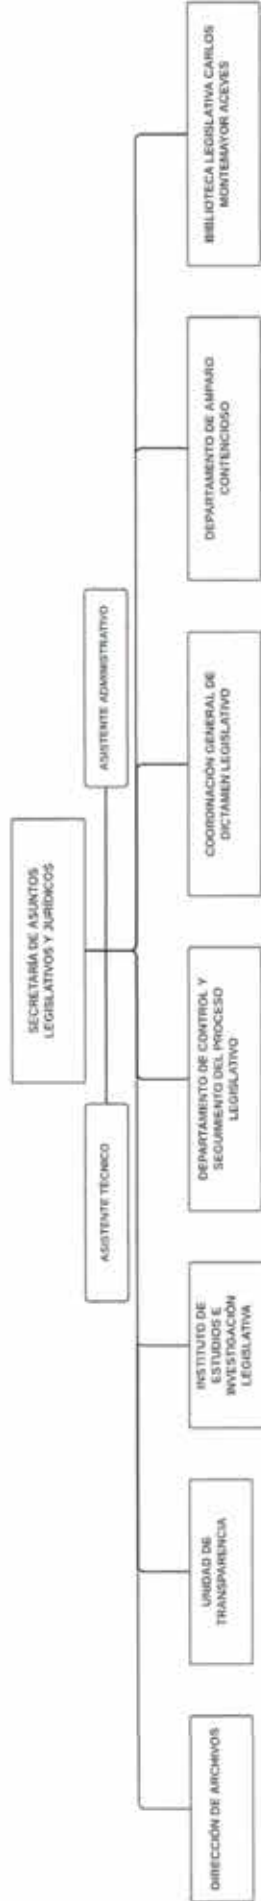 SECRETARÍA DE ASUNTOS
LEGISLATIVOS Y JURÍDICOS
ASISTENTE TÉCNICO
ASISTENTE ADMINISTRATIVO
DIRECCIÓN DE ARCHIVOS
UNIDAD DE
TRANSPARENCIA
INSTITUTO DE
ESTUDIOS E
INVESTIGACIÓN
LEGISLATIVA
DEPARTAMENTO DE CONTROL Y
SEGUIMIENTO DEL PROCESO
LEGISLATIVO
COORDINACIÓN GENERAL DE
DICTAMEN LEGISLATIVO
DEPARTAMENTO DE AMPARO
CONTENCIOSO
BIBLIOTECA LEGISLATIVA CARLOS
MONTEMAYOR ACEVES